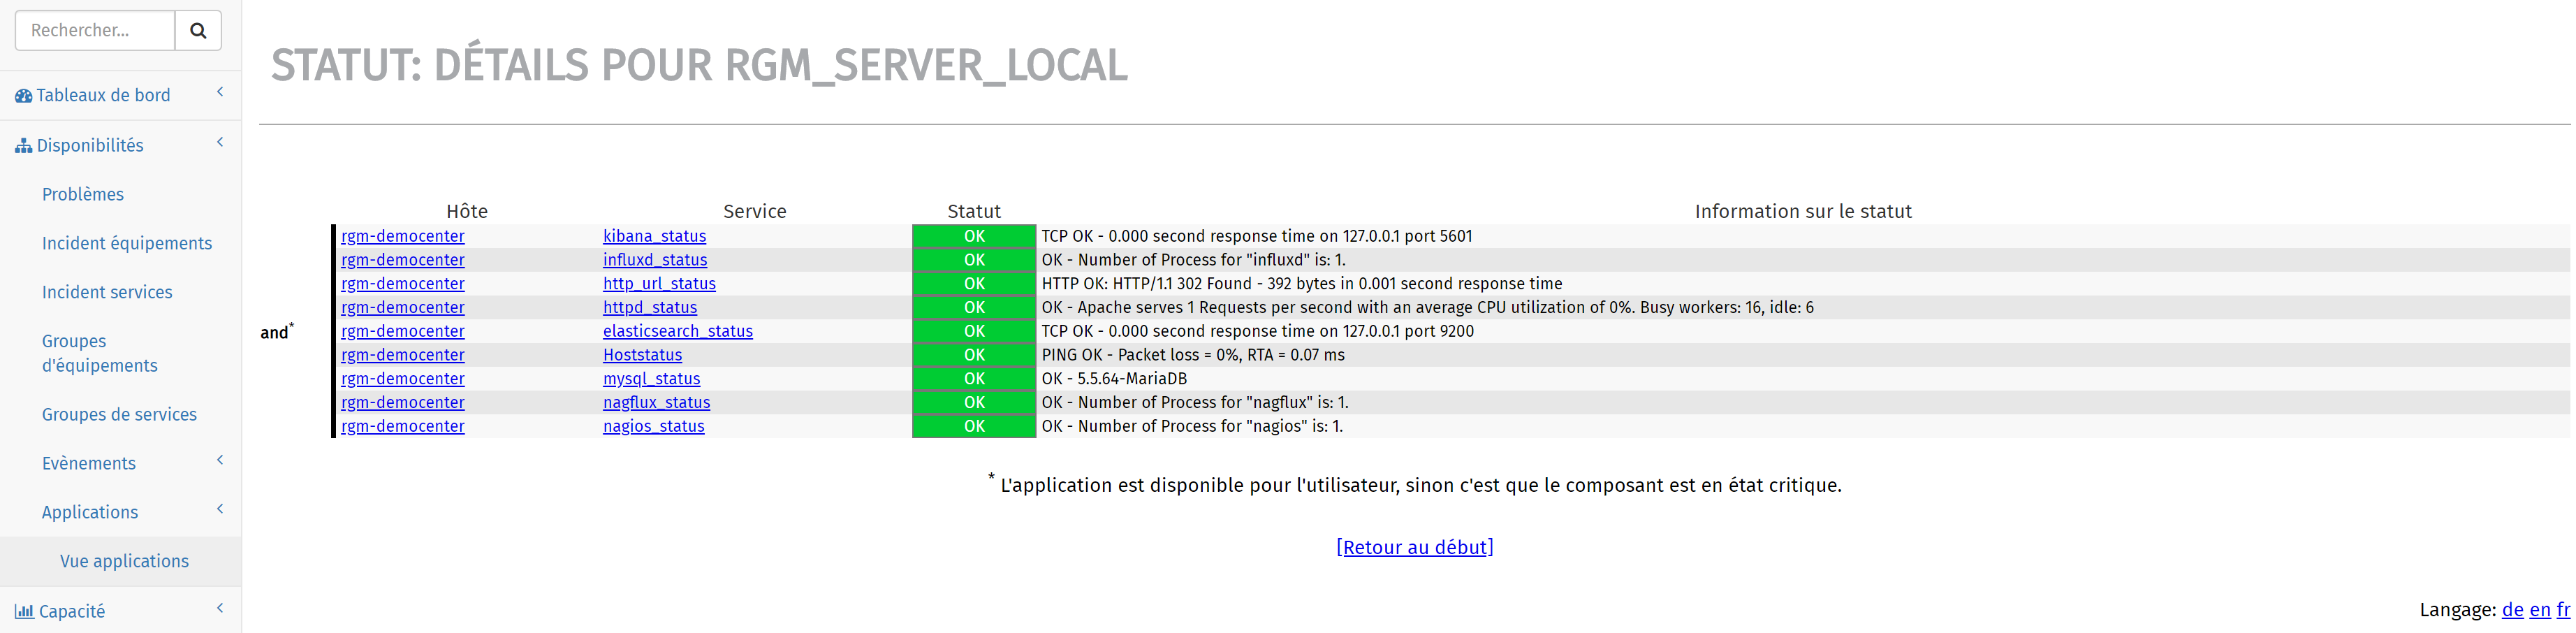 Rechercher...
Tableaux de bord
Disponibilités
Problèmes
Incident équipements
Incident services
Groupes
d'équipements
Groupes de services
Evènements
Applications
Vue applications
Capacité
STATUT: DÉTAILS POUR RGM_SERVER_LOCAL
Hôte Service Statut Information sur le statut
and*
rgm-democenter kibana_status OK TCP OK - 0.000 second response time on 127.0.0.1 port 5601
rgm-democenter influxd_status OK OK - Number of Process for "influxd" is: 1.
rgm-democenter http_url_status OK HTTP OK: HTTP/1.1 302 Found - 392 bytes in 0.001 second response time
rgm-democenter httpd_status OK OK - Apache serves 1 Requests per second with an average CPU utilization of 0%. Busy workers: 16, idle: 6
rgm-democenter elasticsearch_status OK TCP OK - 0.000 second response time on 127.0.0.1 port 9200
rgm-democenter Hoststatus OK PING OK - Packet loss = 0%, RTA = 0.07 ms
rgm-democenter mysql_status OK OK - 5.5.64-MariaDB
rgm-democenter nagflux_status OK OK - Number of Process for "nagflux" is: 1.
rgm-democenter nagios_status OK OK - Number of Process for "nagios" is: 1.
* L'application est disponible pour l'utilisateur, sinon c'est que le composant est en état critique.
[Retour au début]
Langage: de en fr